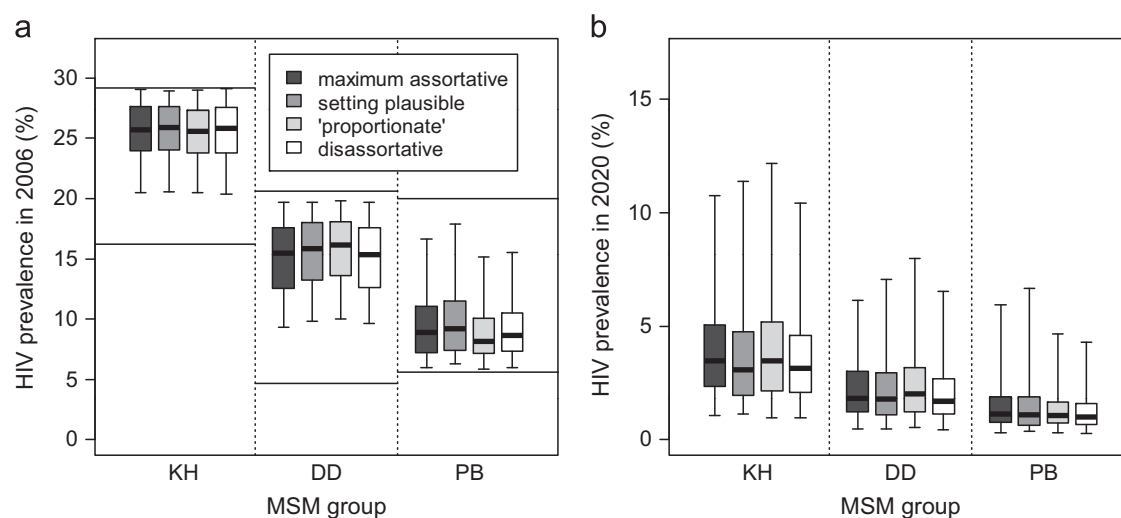 a
HIV prevalence in 2006 (%)
30
25
20
15
10
5
0
maximum assortative
setting plausible
'proportionate'
disassortative
KH DD PB
MSM group
b
HIV prevalence in 2020 (%)
15
10
5
0
KH DD PB
MSM group